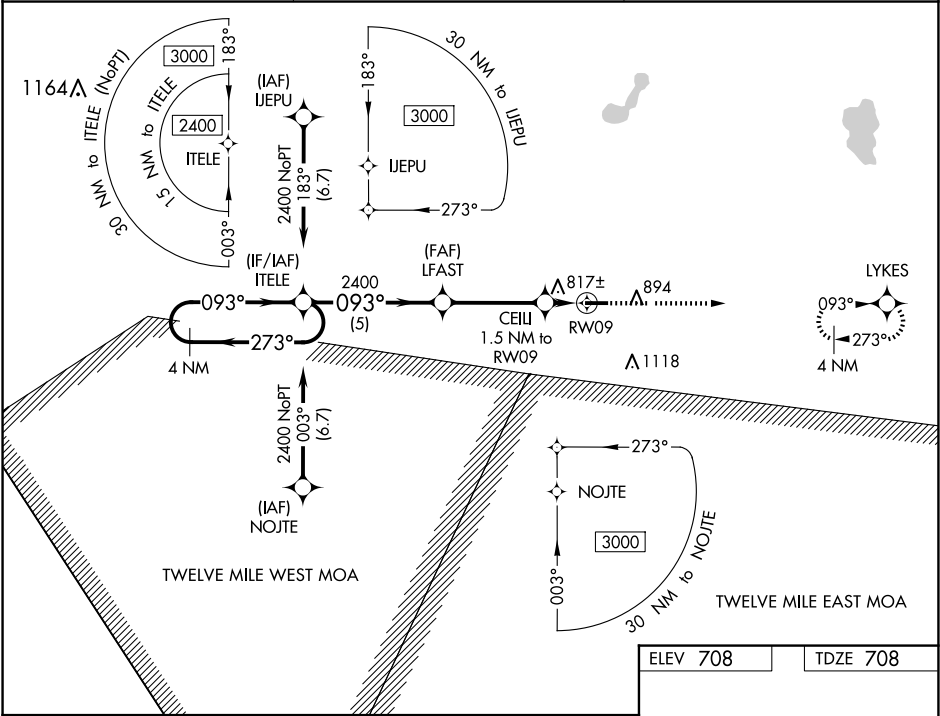 30 NM to ITELE (NoPT)
3000
183°
1164
15 NM to ITELE
2400
ITELE
003°
(IAF)
IJEPU
2400 NoPT
183°
(6.7)
30 NM to IJEPU
183°
3000
IJEPU
273°
(IF/IAF)
ITELE
093°
2400
093°
(5)
273°
4 NM
(FAF)
LFAST
CEILI
1.5 NM to
RW09
817±
RW09
894
1118
LYKES
093°
273°
4 NM
2400 NoPT
003°
(6.7)
(IAF)
NOJTE
273°
NOJTE
3000
003°
30 NM to NOJTE
TWELVE MILE WEST MOA
TWELVE MILE EAST MOA
ELEV 708
TDZE 708